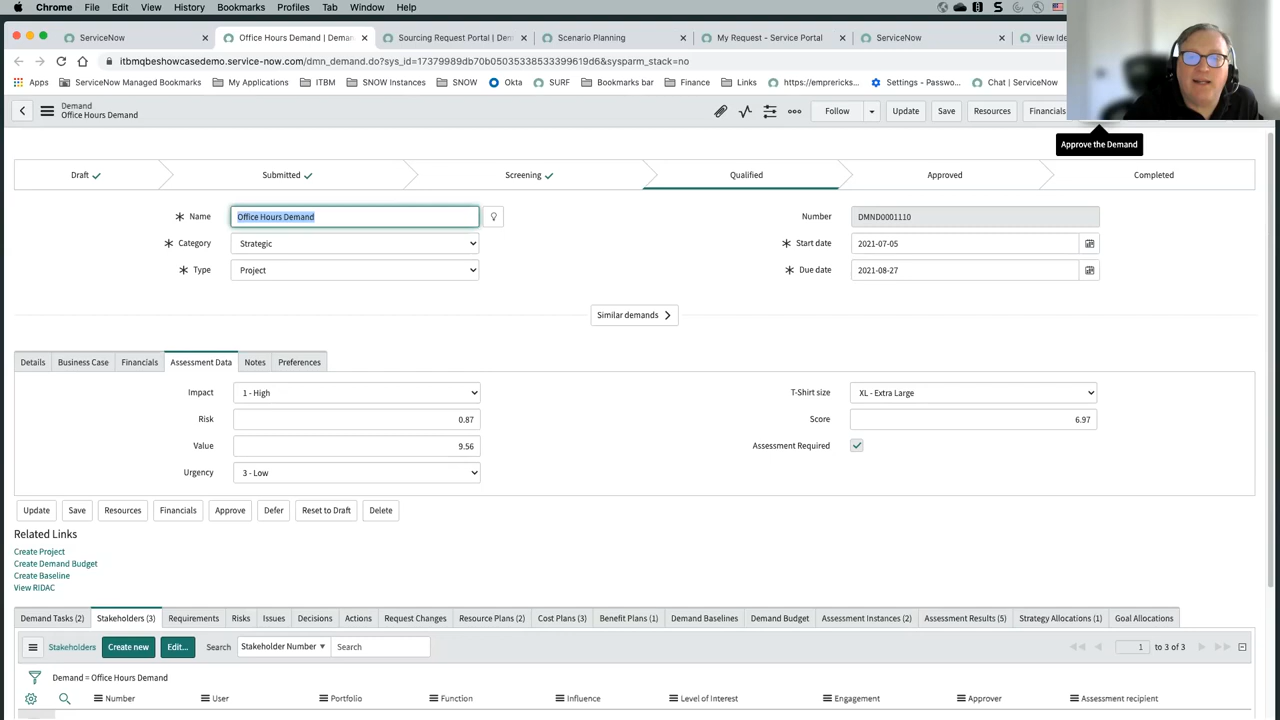 Chrome File Edit View History Bookmarks Profiles Tab Window Help
ServiceNow Office Hours Demand | Deman Sourcing Request Portal | Dem Scenario Planning My Request - Service Portal ServiceNow View Ide
itbmqbeshowcasedemo.service-now.com/dmn_demand.do?sys_id=17379989db70b05035338533399619d6&sysparm_stack=no
Apps ServiceNow Managed Bookmarks My Applications ITBM SNOW Instances SNOW Okta SURF Bookmarks bar Finance Links https://emprericks... Settings - Passwo... Chat | ServiceNow
Demand
Office Hours Demand
Follow Update Save Resources Financials
Approve the Demand
Draft Submitted Screening Qualified Approved Completed
Name Office Hours Demand Number DMND0001110
Category Strategic Start date 2021-07-05
Type Project Due date 2021-08-27
Similar demands
Details Business Case Financials Assessment Data Notes Preferences
Impact 1 - High T-Shirt size XL - Extra Large
Risk 0.87 Score 6.97
Value 9.56 Assessment Required
Urgency 3 - Low
Update Save Resources Financials Approve Defer Reset to Draft Delete
Related Links
Create Project
Create Demand Budget
Create Baseline
View RIDAC
Demand Tasks (2) Stakeholders (3) Requirements Risks Issues Decisions Actions Request Changes Resource Plans (2) Cost Plans (3) Benefit Plans (1) Demand Baselines Demand Budget Assessment Instances (2) Assessment Results (5) Strategy Allocations (1) Goal Allocations
Stakeholders Create new Edit... Search Stakeholder Number Search 1 to 3 of 3
Demand = Office Hours Demand
Number User Portfolio Function Influence Level of Interest Engagement Approver Assessment recipient